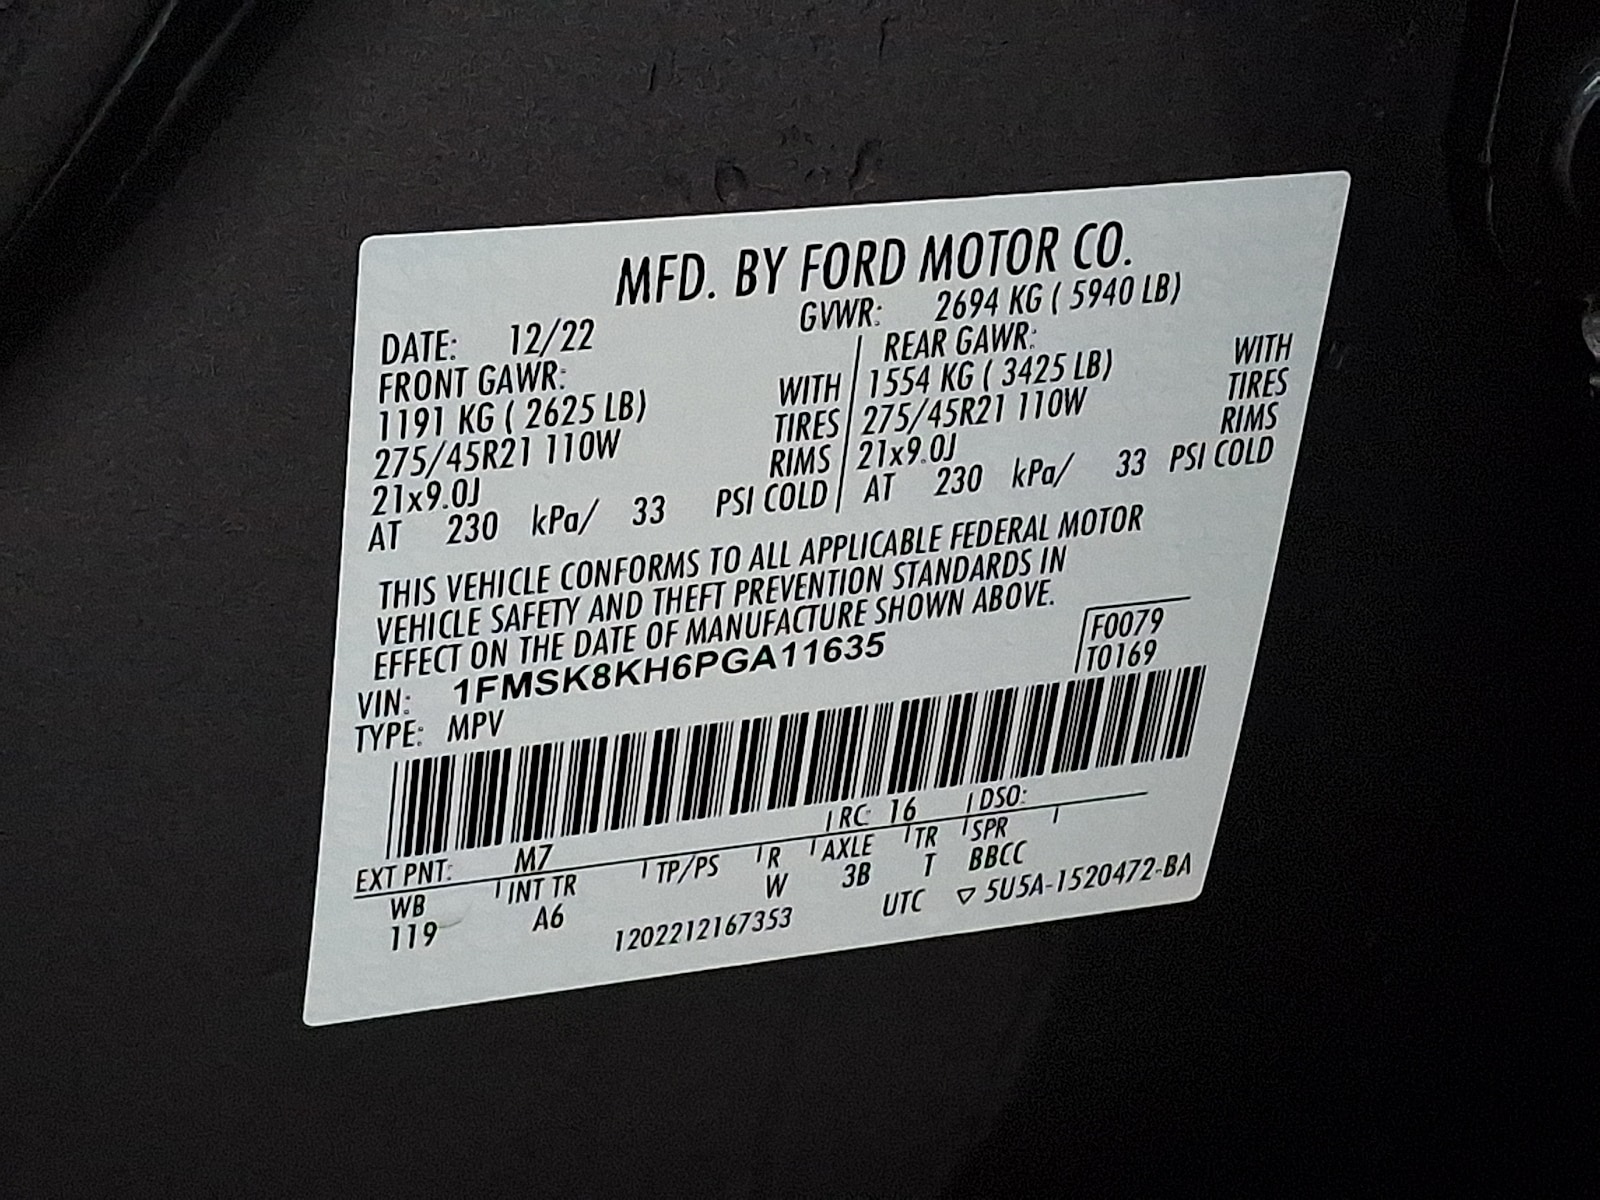 MFD. BY FORD MOTOR CO.
DATE: 12/22 GVWR: 2694 KG ( 5940 LB)
FRONT GAWR: REAR GAWR:
1191 KG ( 2625 LB) WITH 1554 KG ( 3425 LB) WITH
275/45R21 110W TIRES 275/45R21 110W TIRES
21x9.0J RIMS 21x9.0J RIMS
AT 230 kPa/ 33 PSI COLD AT 230 kPa/ 33 PSI COLD
THIS VEHICLE CONFORMS TO ALL APPLICABLE FEDERAL MOTOR
VEHICLE SAFETY AND THEFT PREVENTION STANDARDS IN
EFFECT ON THE DATE OF MANUFACTURE SHOWN ABOVE.
VIN: 1FMSK8KH6PGA11635 F0079
TYPE: MPV T0169
EXT PNT: M7 RC: 16 DSO:
WB INT TR TP/PS R AXLE TR SPR
119 A6 W 3B T BBCC
1202212167353 UTC ▽ 5U5A-1520472-BA